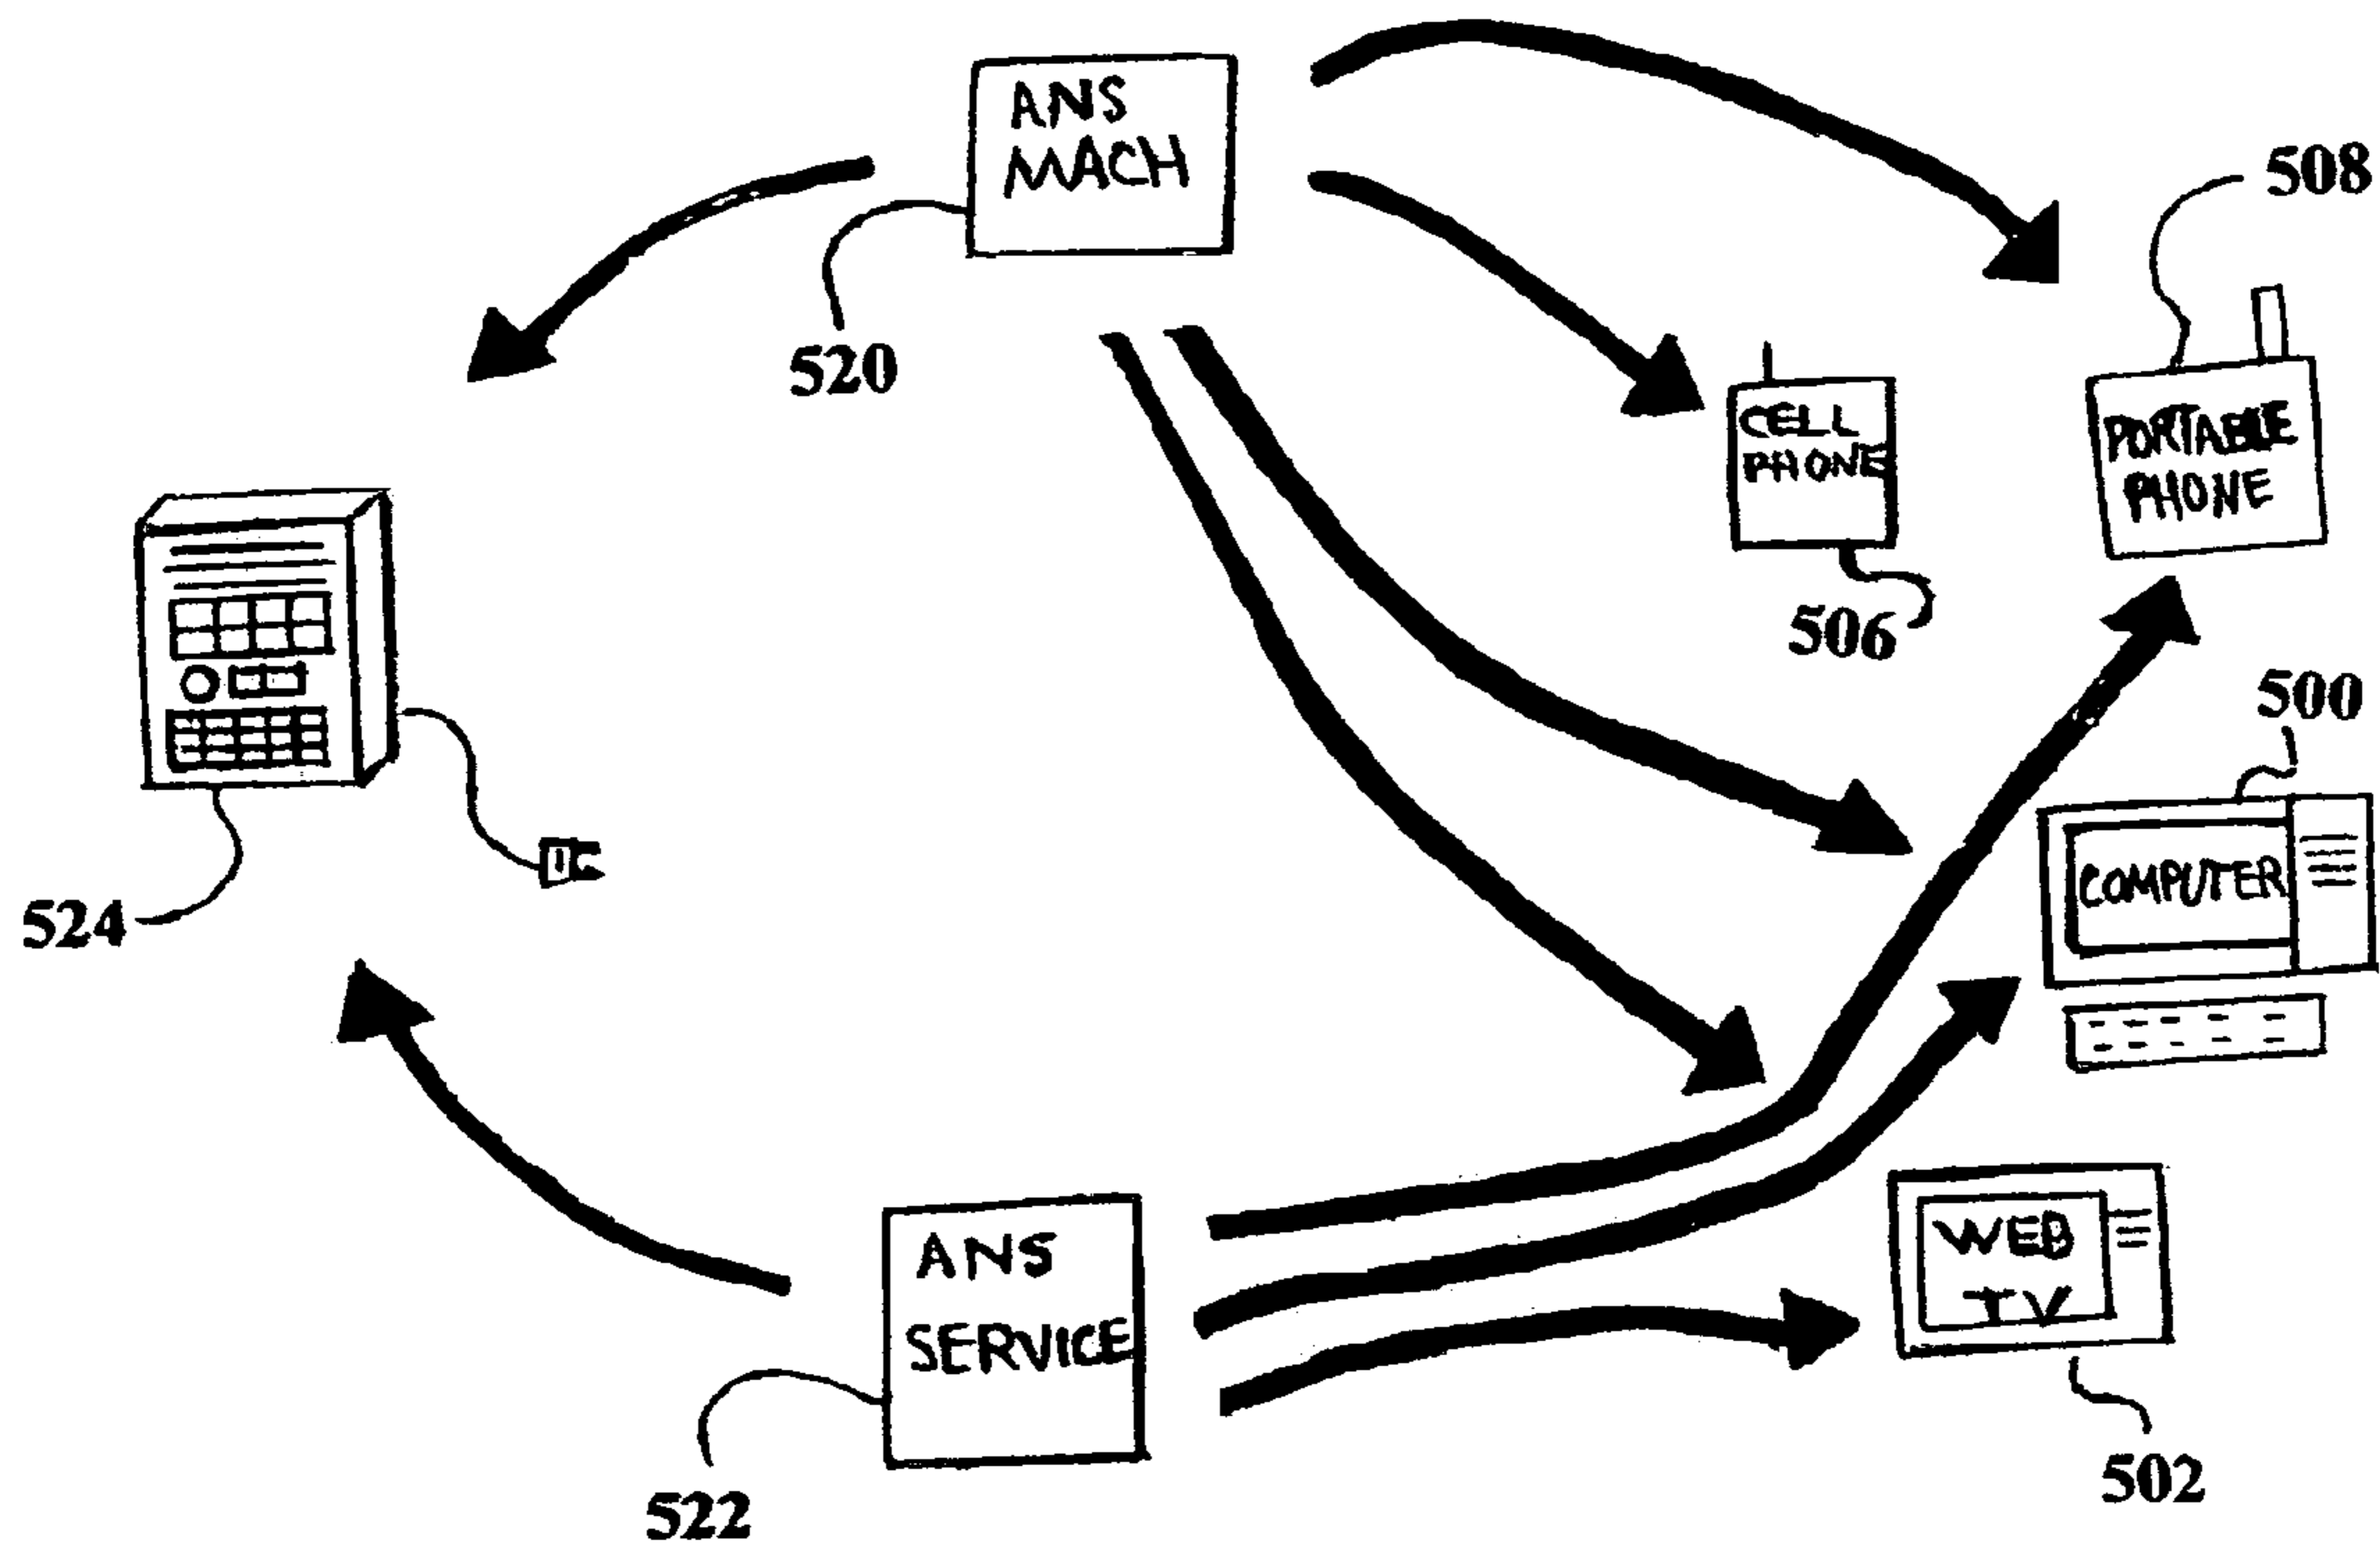 ANS
MACH
508
520
CELL
PHONE
PORTABLE
PHONE
506
500
COMPUTER
524
ANS
SERVICE
WEB
TV
502
522